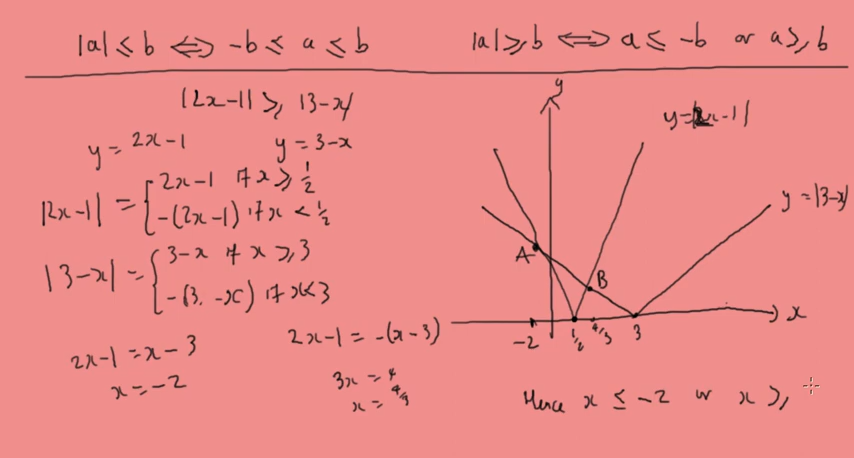 |a| ≤ b ⟺ -b ≤ a ≤ b
|a| ≥ b ⟺ a ≤ -b or a ≥ b
|2x-1| ≥ |3-x|
y = 2x-1
y = 3-x
|2x-1| = { 2x-1 if x ≥ 1/2
-(2x-1) if x < 1/2
|3-x| = { 3-x if x ≥ 3
-(3-x) if x < 3
2x-1 = x-3
x = -2
2x-1 = -(x-3)
3x = 4
x = 4/3
y
y=|2x-1|
y = |3-x|
A
B
x
-2
1/2
4/3
3
Hence x ≤ -2 or x ≥